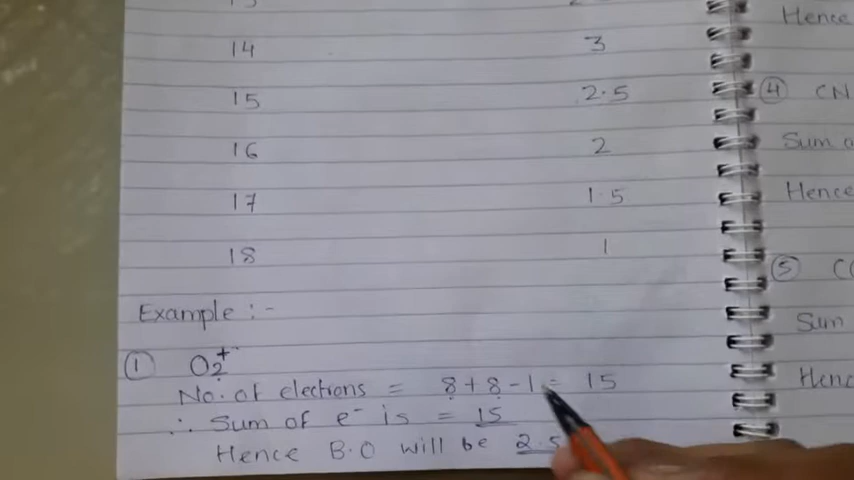 14 3
15 2.5
16 2
17 1.5
18 1
Example :-
① O2+
No. of electrons = 8+8-1 = 15
∴ Sum of e- is = 15
Hence B.O will be 2.5
Hence
④ CN
Sum
Hence
⑤
Sum